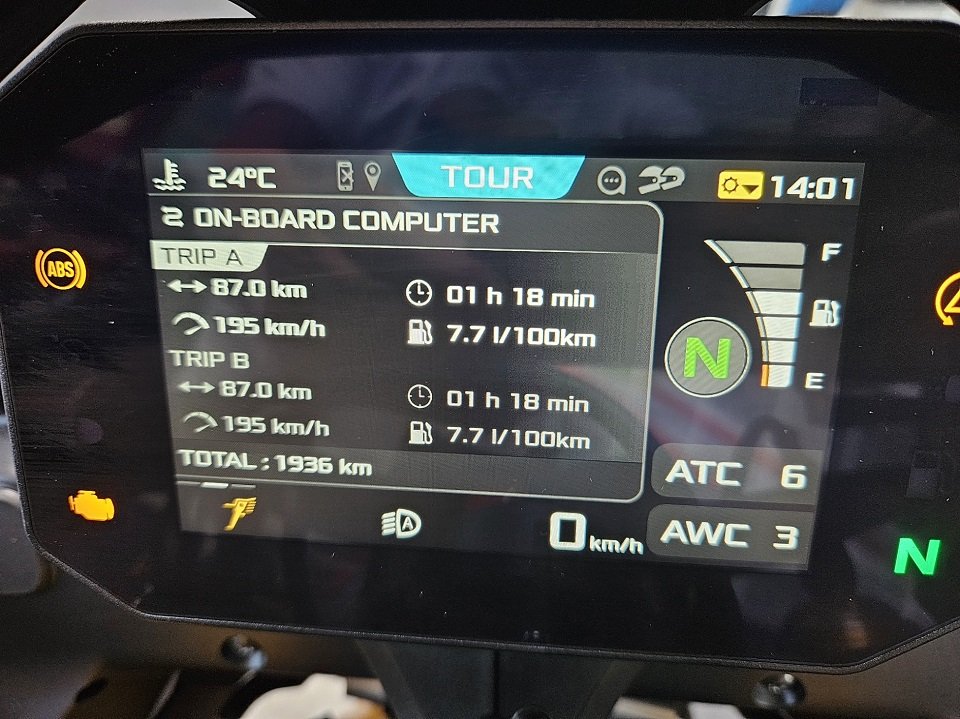 24°C TOUR 14:01
ON-BOARD COMPUTER
TRIP A
87.0 km 01 h 18 min
195 km/h 7.7 l/100km
TRIP B
87.0 km 01 h 18 min
195 km/h 7.7 l/100km
TOTAL : 1936 km
F
E
N
ATC 6
AWC 3
0 km/h
A
ABS
N